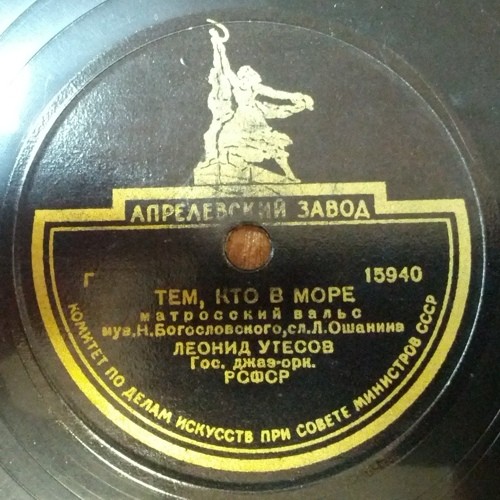 АПРЕЛЕВСКИЙ ЗАВОД
Г 15940
ТЕМ, КТО В МОРЕ
матросский вальс
муз.Н.Богословского,сл.Л.Ошанина
ЛЕОНИД УТЕСОВ
Гос. джаз-орк.
РСФСР
КОМИТЕТ ПО ДЕЛАМ ИСКУССТВ ПРИ СОВЕТЕ МИНИСТРОВ СССР